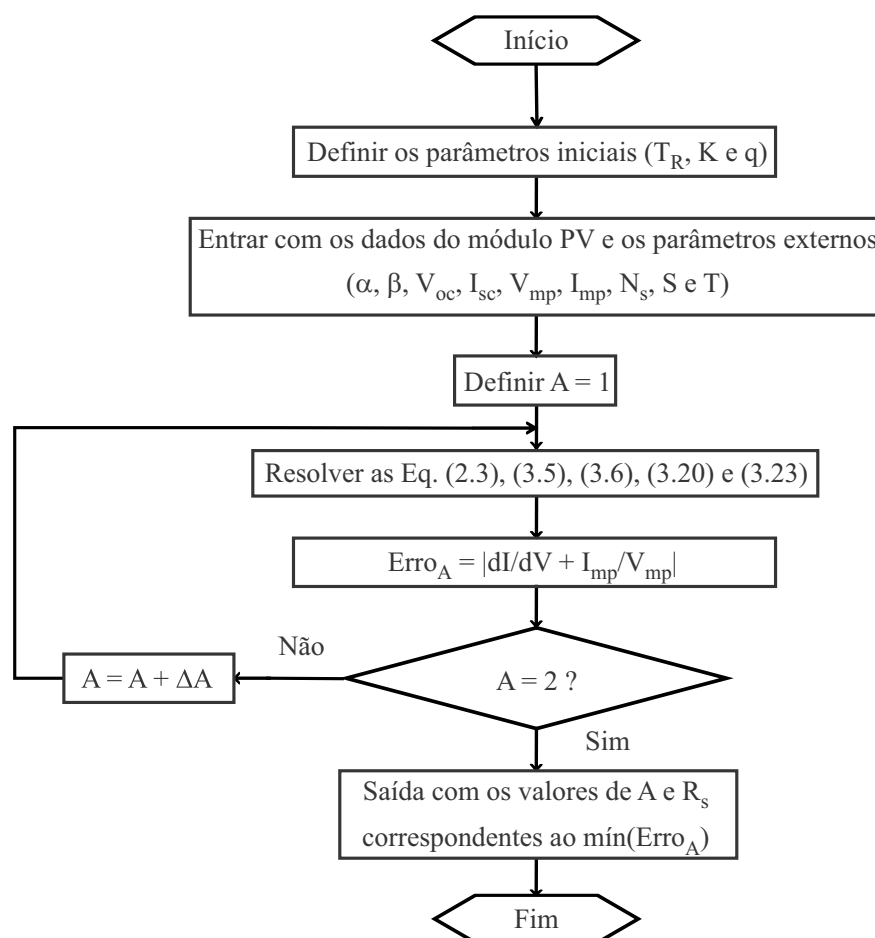 Início
Definir os parâmetros iniciais (T_R, K e q)
Entrar com os dados do módulo PV e os parâmetros externos
(α, β, V_oc, I_sc, V_mp, I_mp, N_s, S e T)
Definir A = 1
Resolver as Eq. (2.3), (3.5), (3.6), (3.20) e (3.23)
Erro_A = |dI/dV + I_mp/V_mp|
Não
A = A + ΔA
A = 2 ?
Sim
Saída com os valores de A e R_s
correspondentes ao mín(Erro_A)
Fim